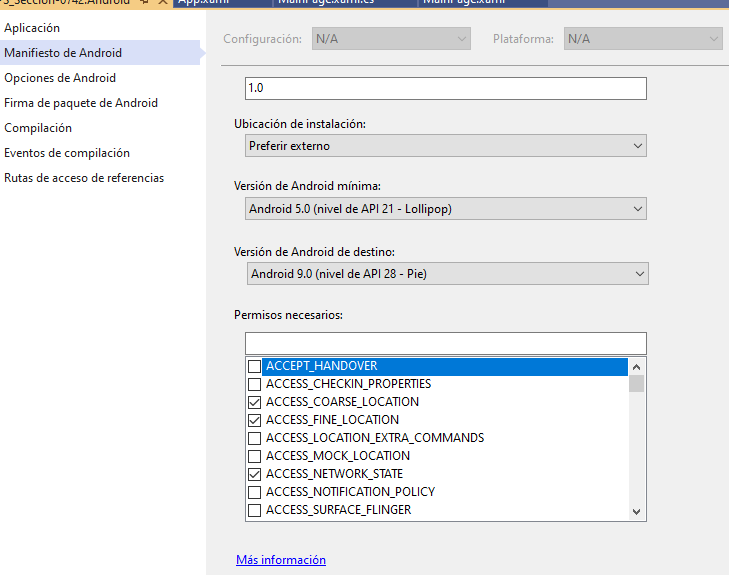 PS_Seccion-0742.Android App.xaml MainPage.xaml.cs MainPage.xaml
Aplicación
Manifiesto de Android
Opciones de Android
Firma de paquete de Android
Compilación
Eventos de compilación
Rutas de acceso de referencias
Configuración: N/A Plataforma: N/A
1.0
Ubicación de instalación:
Preferir externo
Versión de Android mínima:
Android 5.0 (nivel de API 21 - Lollipop)
Versión de Android de destino:
Android 9.0 (nivel de API 28 - Pie)
Permisos necesarios:
ACCEPT_HANDOVER
ACCESS_CHECKIN_PROPERTIES
ACCESS_COARSE_LOCATION
ACCESS_FINE_LOCATION
ACCESS_LOCATION_EXTRA_COMMANDS
ACCESS_MOCK_LOCATION
ACCESS_NETWORK_STATE
ACCESS_NOTIFICATION_POLICY
ACCESS_SURFACE_FLINGER
Más información